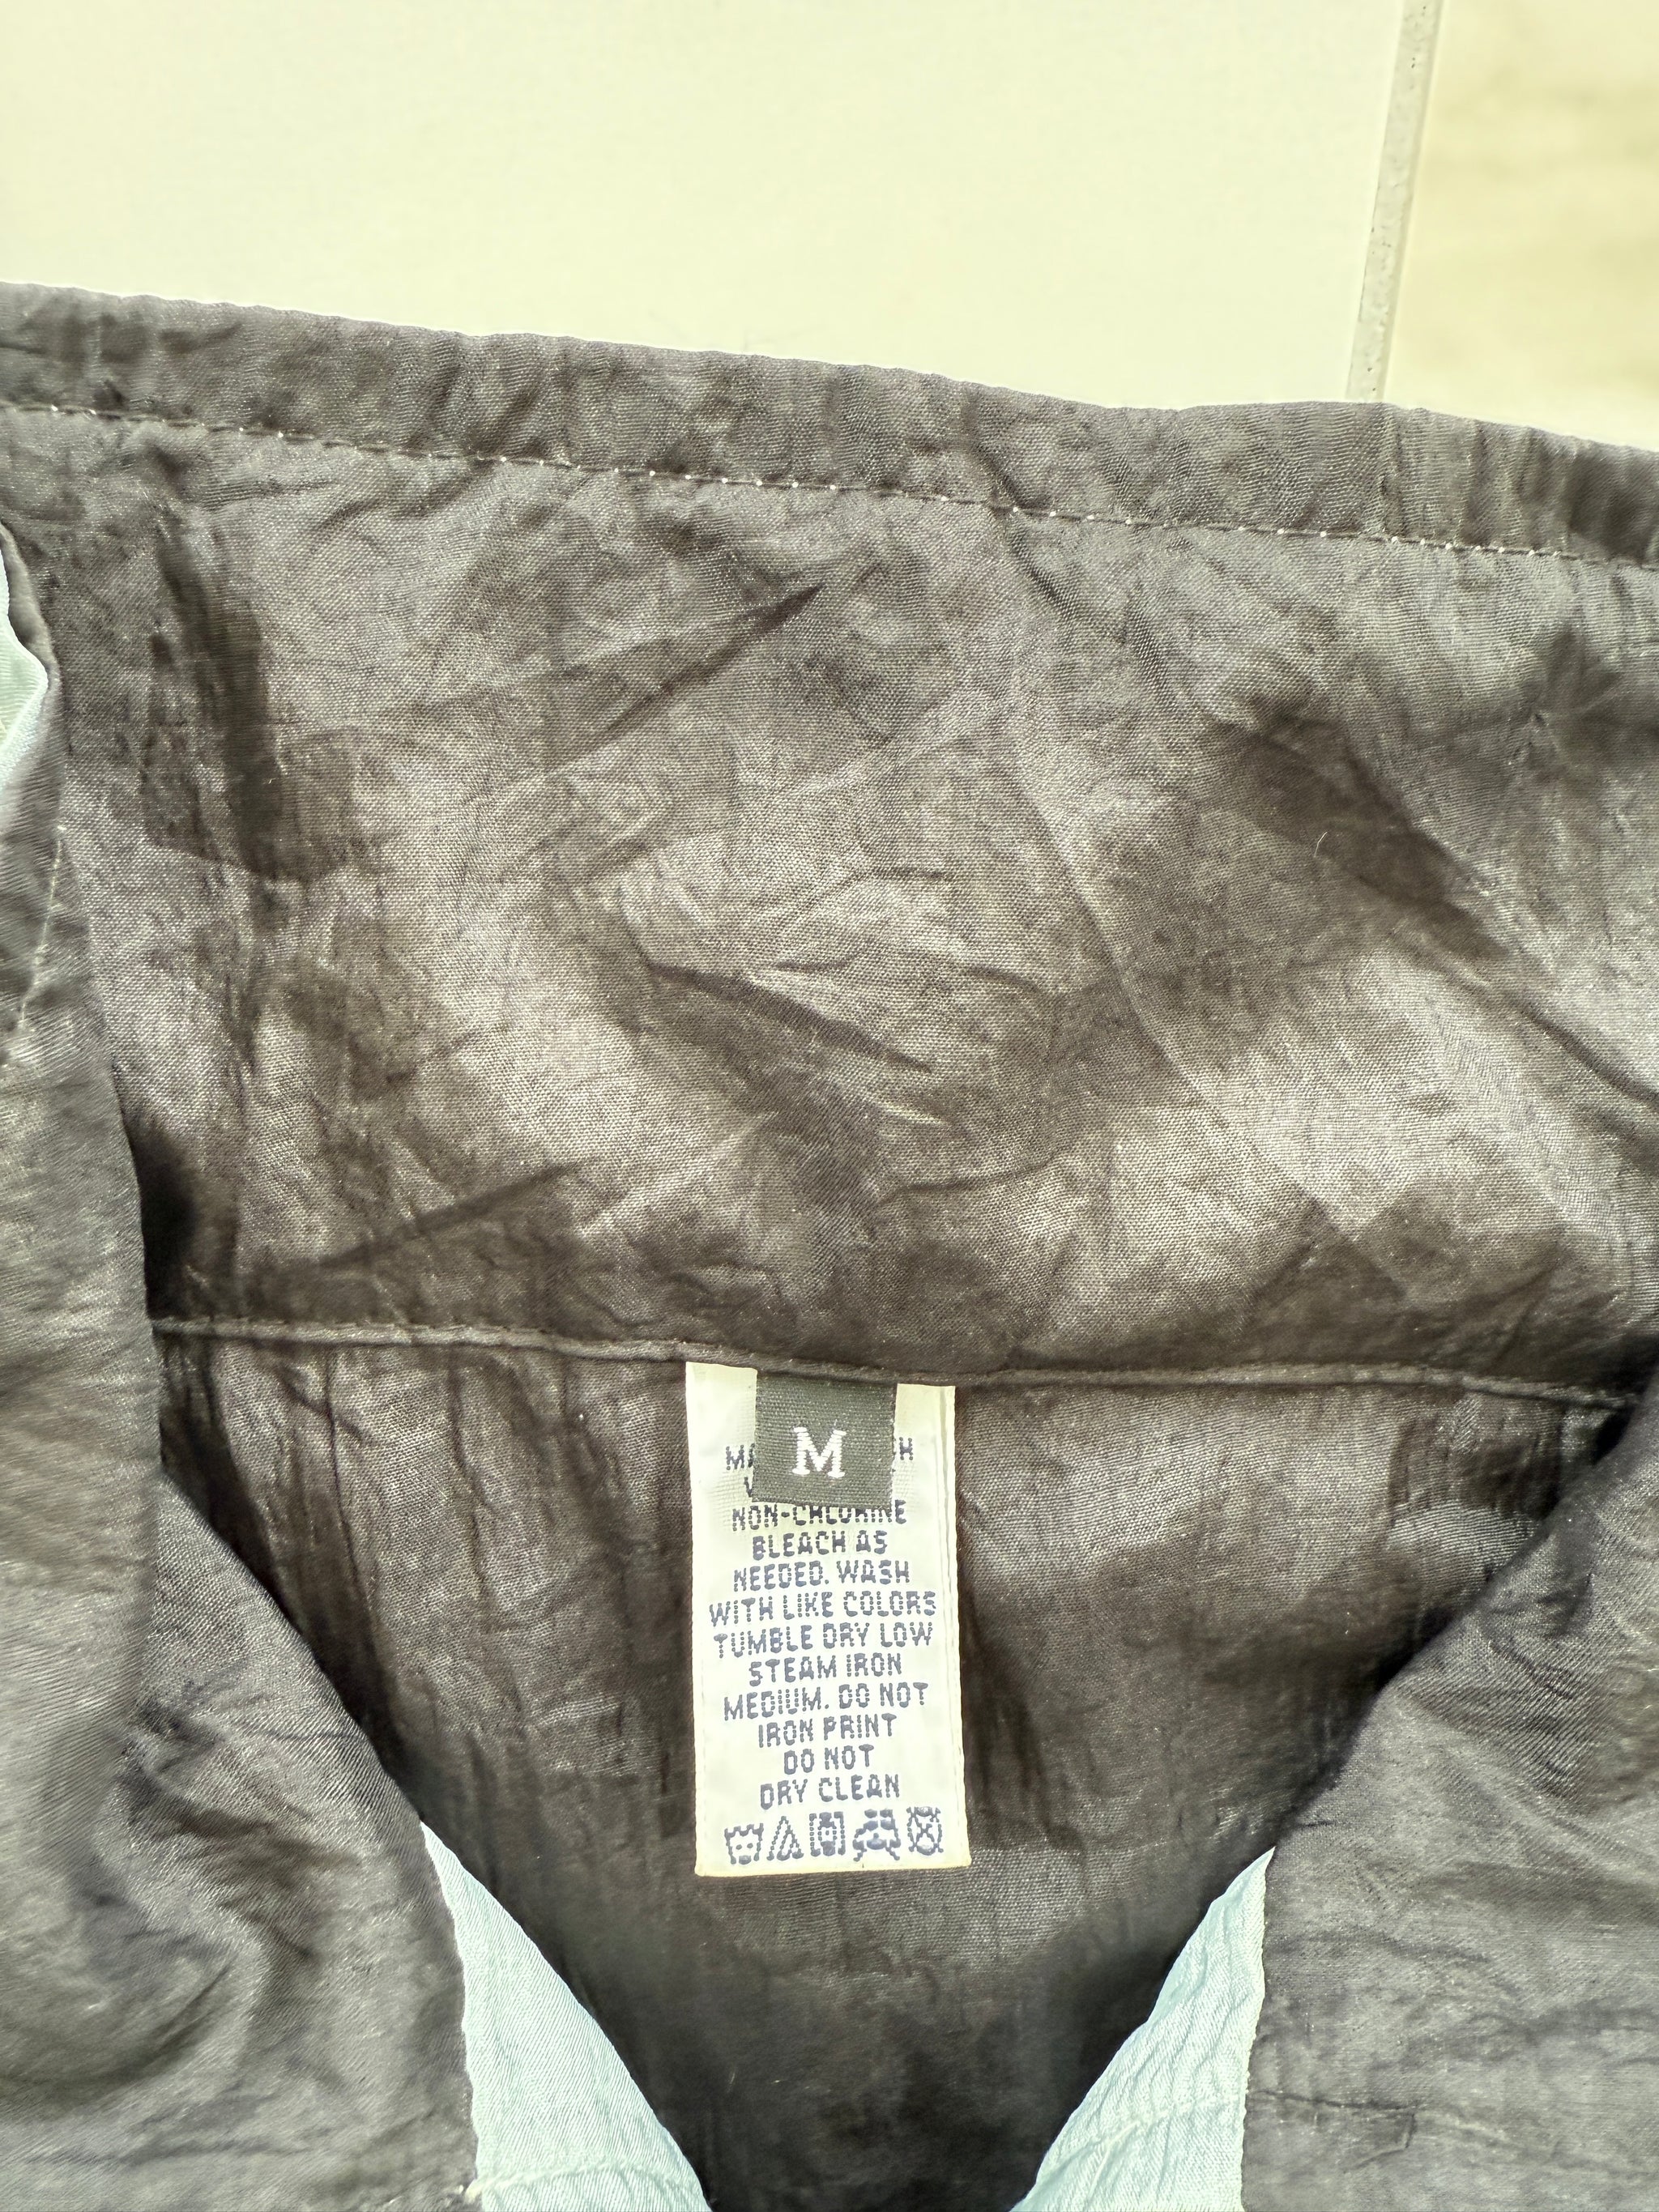 M
NON-CHLORINE
BLEACH AS
NEEDED. WASH
WITH LIKE COLORS
TUMBLE DRY LOW
STEAM IRON
MEDIUM. DO NOT
IRON PRINT
DO NOT
DRY CLEAN